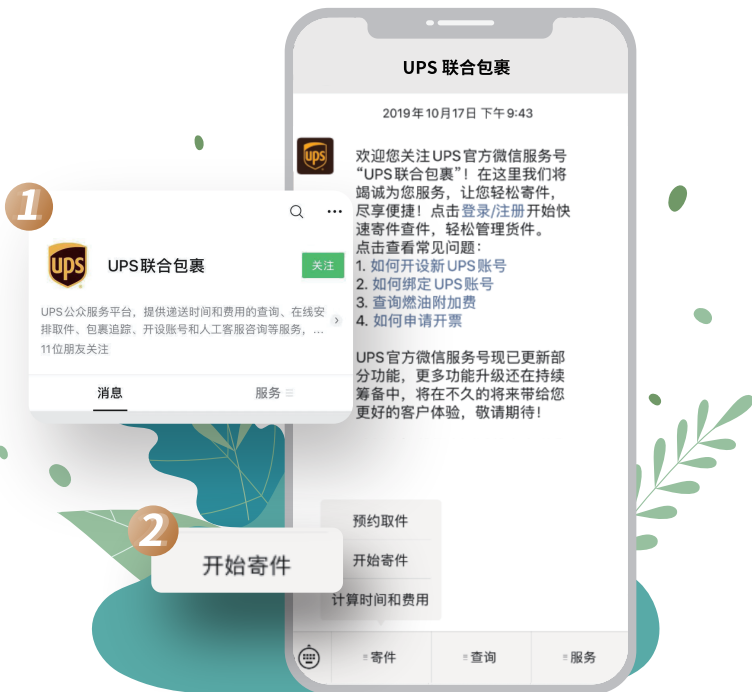 UPS 联合包裹
2019年10月17日 下午9:43
ups
欢迎您关注UPS官方微信服务号
“UPS联合包裹”！在这里我们将
竭诚为您服务，让您轻松寄件，
尽享便捷！点击登录/注册开始快
速寄件查件，轻松管理货件。
点击查看常见问题：
1. 如何开设新UPS账号
2. 如何绑定UPS账号
3. 查询燃油附加费
4. 如何申请开票
UPS官方微信服务号现已更新部
分功能，更多功能升级还在持续
筹备中，将在不久的将来带给您
更好的客户体验，敬请期待！
1
ups
UPS联合包裹
关注
UPS公众服务平台，提供递送时间和费用的查询、在线安
排取件、包裹追踪、开设账号和人工客服咨询等服务，...
11位朋友关注
消息
服务
2
开始寄件
预约取件
开始寄件
计算时间和费用
寄件
查询
服务